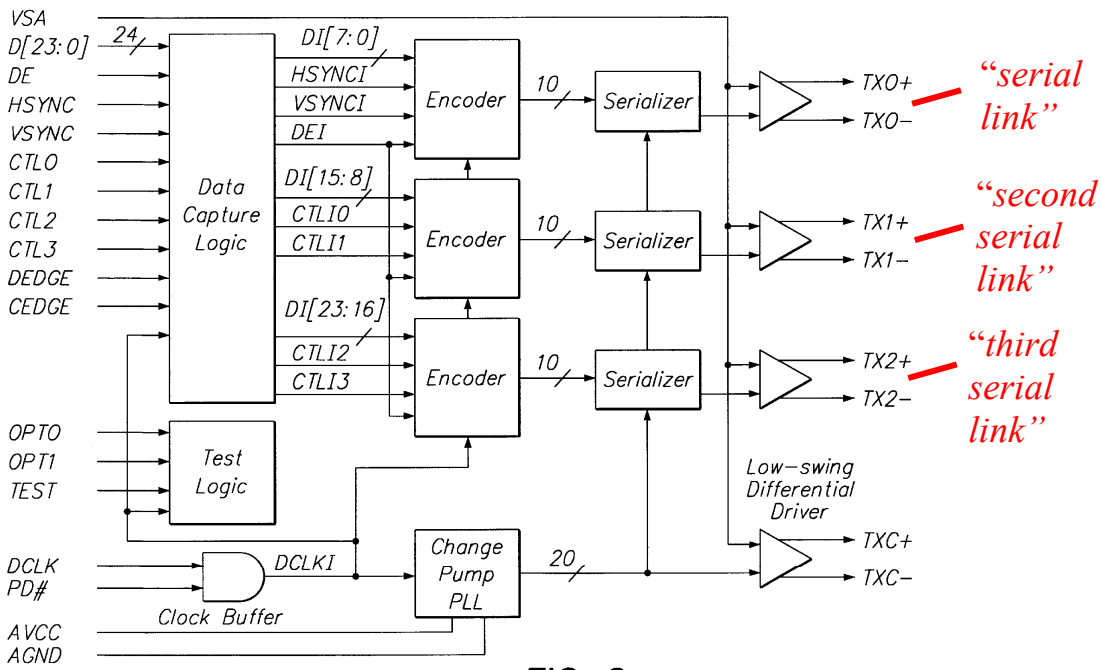 VSA
D[23:0]
24
DE
HSYNC
VSYNC
CTL0
CTL1
CTL2
CTL3
DEDGE
CEDGE
Data
Capture
Logic
DI[7:0]
HSYNCI
VSYNCI
DEI
DI[15:8]
CTLI0
CTLI1
DI[23:16]
CTLI2
CTLI3
Encoder
10
Serializer
TX0+
TX0-
"serial
link"
Encoder
10
Serializer
TX1+
TX1-
"second
serial
link"
Encoder
10
Serializer
TX2+
TX2-
"third
serial
link"
OPT0
OPT1
TEST
Test
Logic
Low-swing
Differential
Driver
DCLK
PD#
DCLKI
Clock Buffer
Change
Pump
PLL
20
TXC+
TXC-
AVCC
AGND